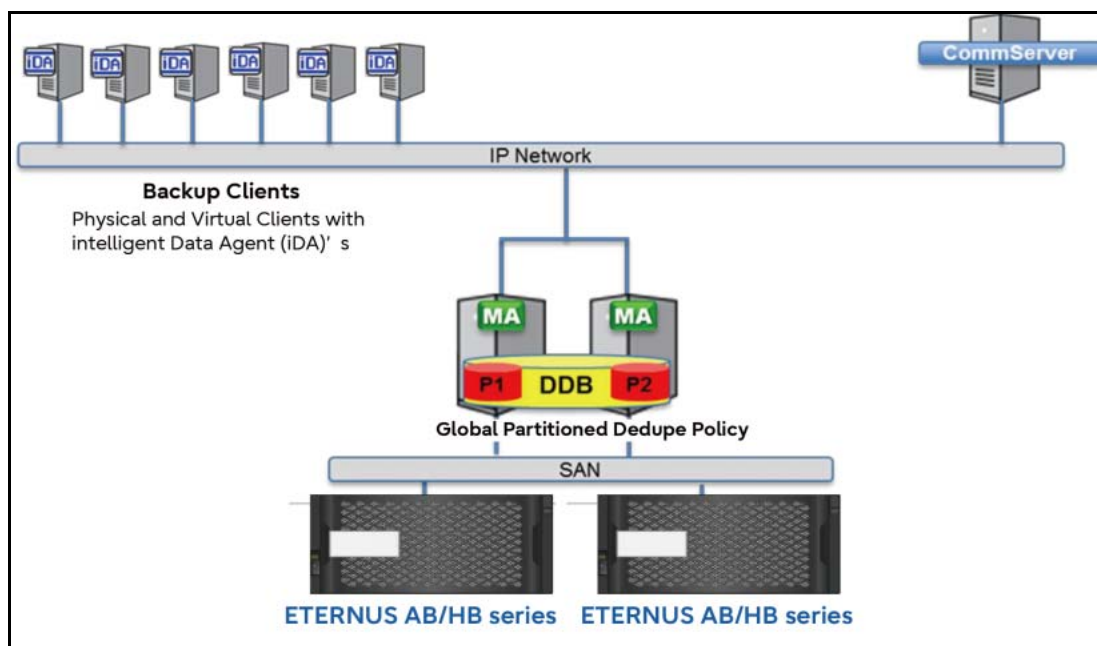 iDA iDA iDA iDA iDA iDA
CommServer
IP Network
Backup Clients
Physical and Virtual Clients with
intelligent Data Agent (iDA)' s
MA MA
P1 DDB P2
Global Partitioned Dedupe Policy
SAN
ETERNUS AB/HB series ETERNUS AB/HB series